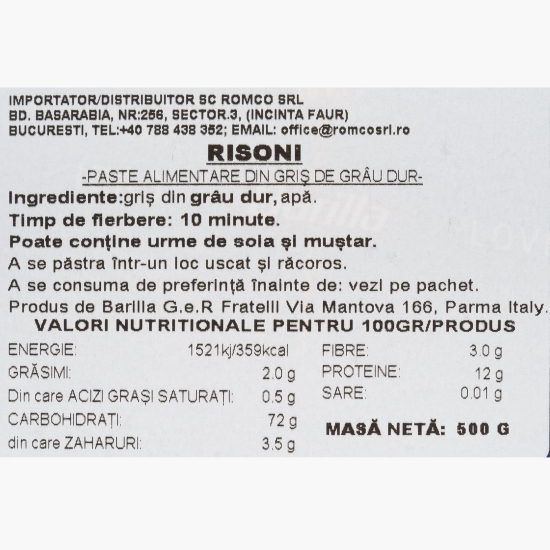 IMPORTATOR/DISTRIBUITOR SC ROMCO SRL
BD. BASARABIA, NR:256, SECTOR.3, (INCINTA FAUR)
BUCURESTI, TEL:+40 788 438 352; EMAIL: office@romcosrl.ro
RISONI
-PASTE ALIMENTARE DIN GRIȘ DE GRÂU DUR-
Ingrediente:griș din grâu dur, apă.
Timp de fierbere: 10 minute.
Poate conține urme de soia și muștar.
A se păstra într-un loc uscat și răcoros.
A se consuma de preferință înainte de: vezi pe pachet.
Produs de Barilla G.e.R Fratelli Via Mantova 166, Parma Italy.
VALORI NUTRITIONALE PENTRU 100GR/PRODUS
ENERGIE: 1521kj/359kcal
GRĂSIMI: 2.0 g
Din care ACIZI GRAȘI SATURAȚI: 0.5 g
CARBOHIDRAȚI: 72 g
din care ZAHARURI: 3.5 g
FIBRE: 3.0 g
PROTEINE: 12 g
SARE: 0.01 g
MASĂ NETĂ: 500 G